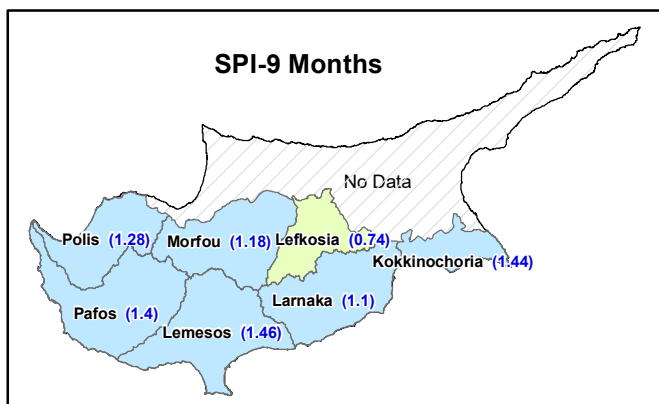 SPI-9 Months
No Data
Polis (1.28)
Morfou (1.18)
Lefkosia (0.74)
Kokkinochoria (1.44)
Pafos (1.4)
Lemesos (1.46)
Larnaka (1.1)